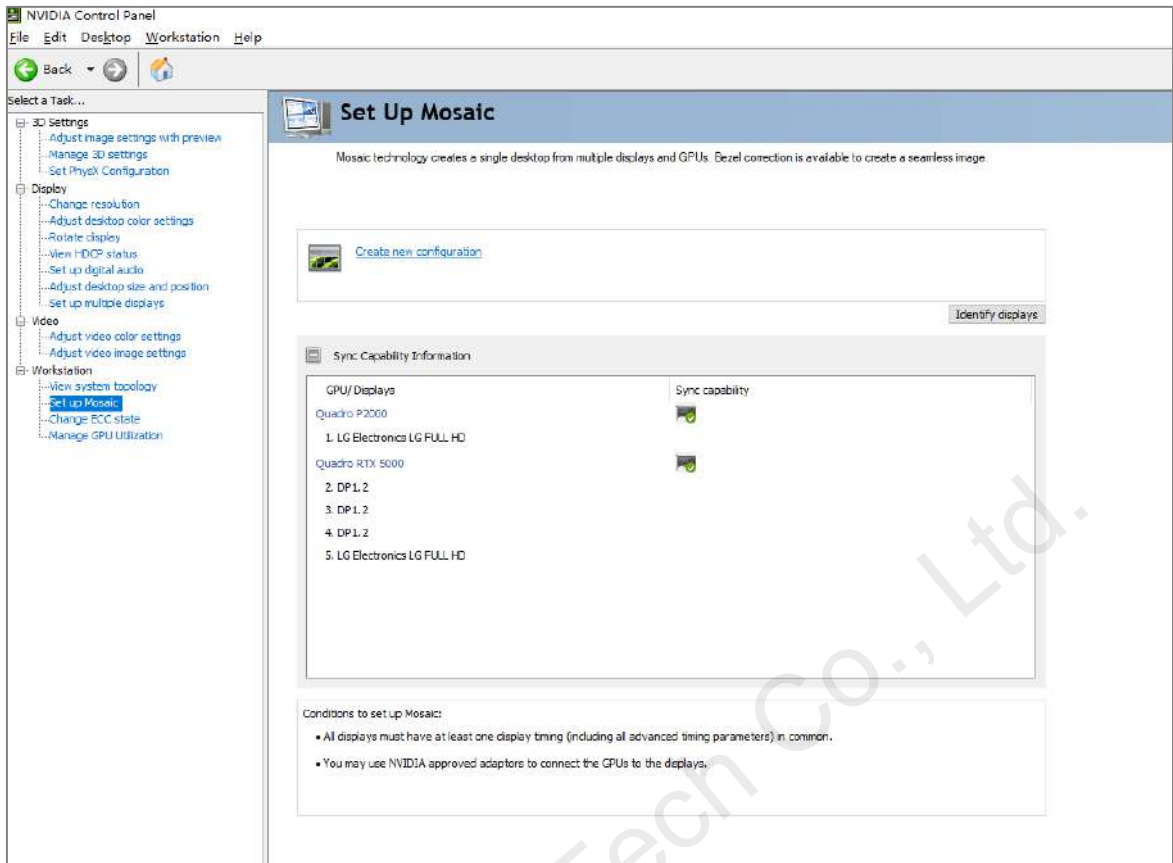 NVIDIA Control Panel
File Edit Desktop Workstation Help
Back
Select a Task...
3D Settings
Adjust image settings with preview
Manage 3D settings
Set PhysX Configuration
Display
Change resolution
Adjust desktop color settings
Rotate display
View HDCP status
Set up digital audio
Adjust desktop size and position
Set up multiple displays
Video
Adjust video color settings
Adjust video image settings
Workstation
View system topology
Set up Mosaic
Change ECC state
Manage GPU Utilization
Set Up Mosaic
Mosaic technology creates a single desktop from multiple displays and GPUs. Bezel correction is available to create a seamless image.
Create new configuration
Identify displays
Sync Capability Information
GPU/Displays Sync capability
Quadro P2000
1. LG Electronics LG FULL HD
Quadro RTX 5000
2. DP1.2
3. DP1.2
4. DP1.2
5. LG Electronics LG FULL HD
Conditions to set up Mosaic:
• All displays must have at least one display timing (including all advanced timing parameters) in common.
• You may use NVIDIA approved adaptors to connect the GPUs to the displays.
Tech Co., Ltd.